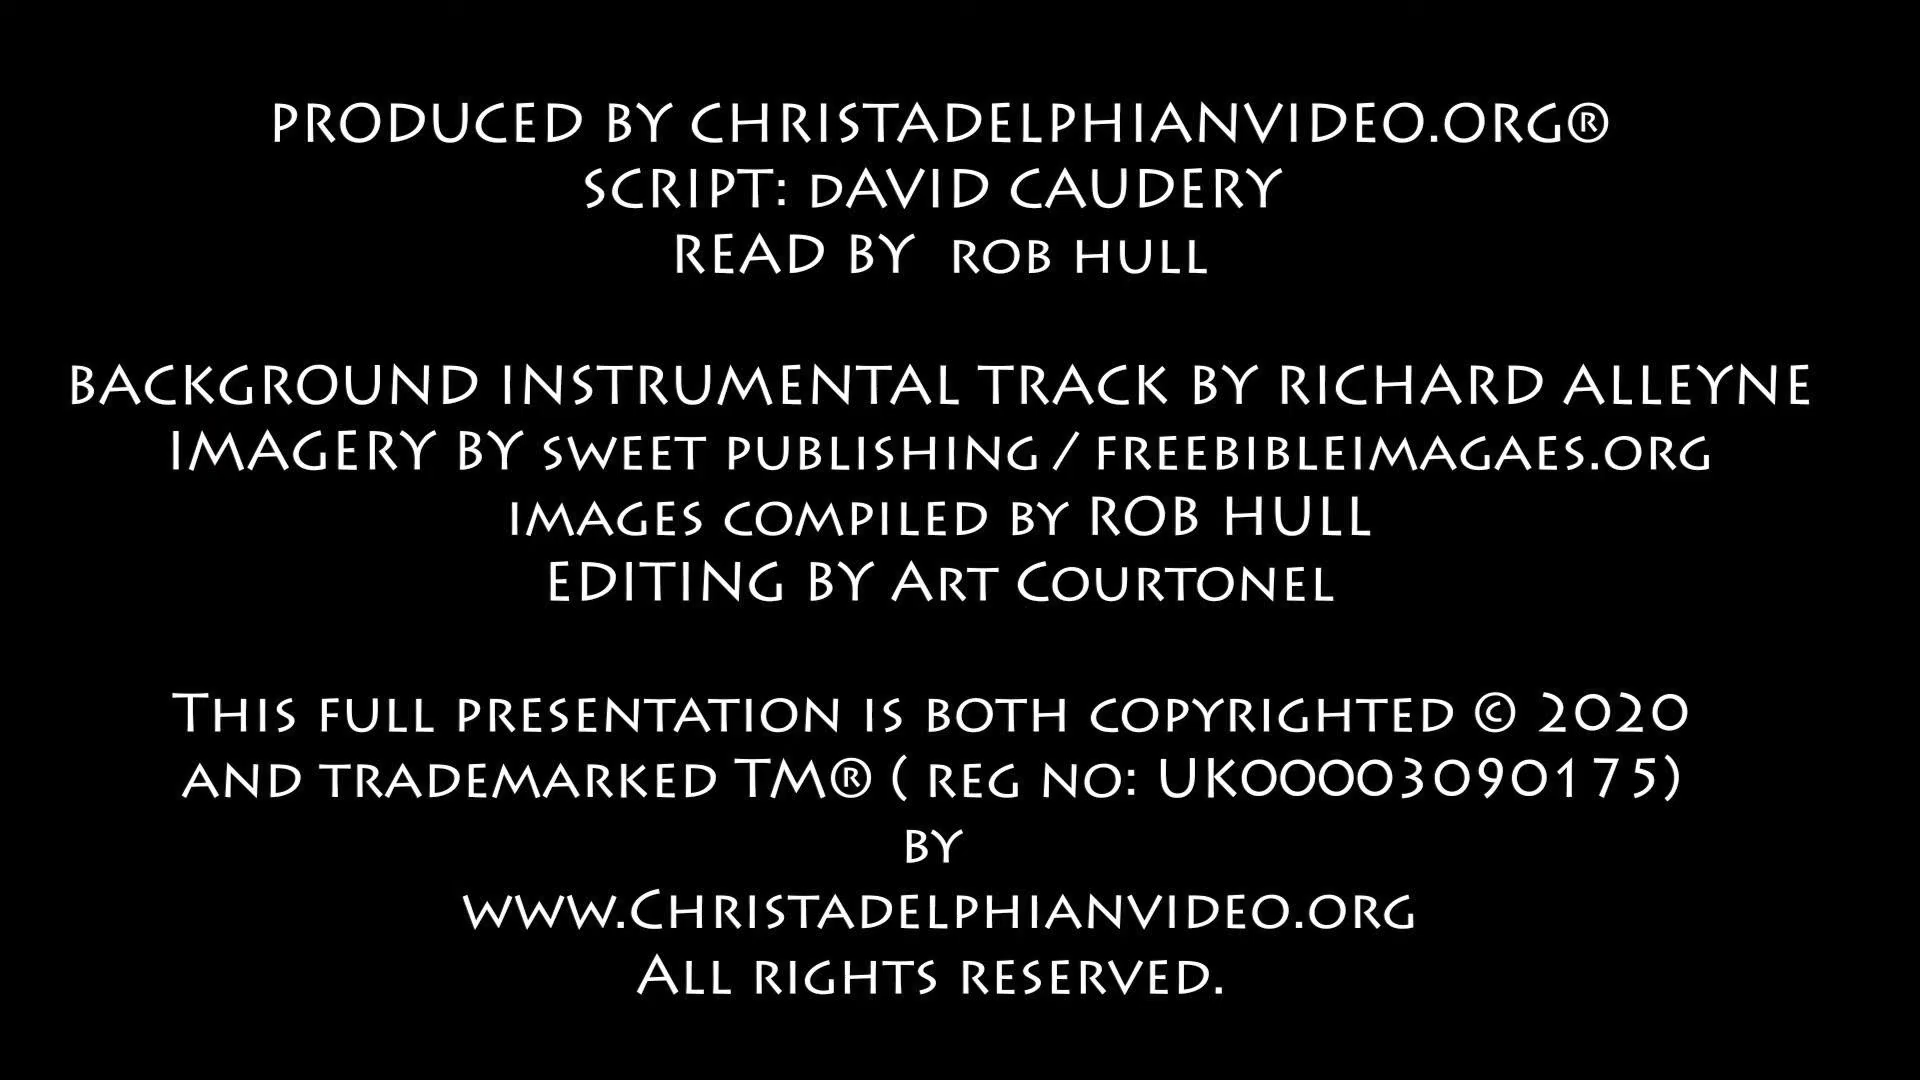 PRODUCED BY CHRISTADELPHIANVIDEO.ORG®
SCRIPT: dAVID CAUDERY
READ BY rob hull
BACKGROUND INSTRUMENTAL TRACK BY RICHARD ALLEYNE
IMAGERY BY sweet publishing / freebibleimagaes.org
images compiled by ROB HULL
EDITING BY Art Courtonel
This full presentation is both copyrighted © 2020
and trademarked TM® ( reg no: UK00003090175)
by
www.Christadelphianvideo.org
All rights reserved.